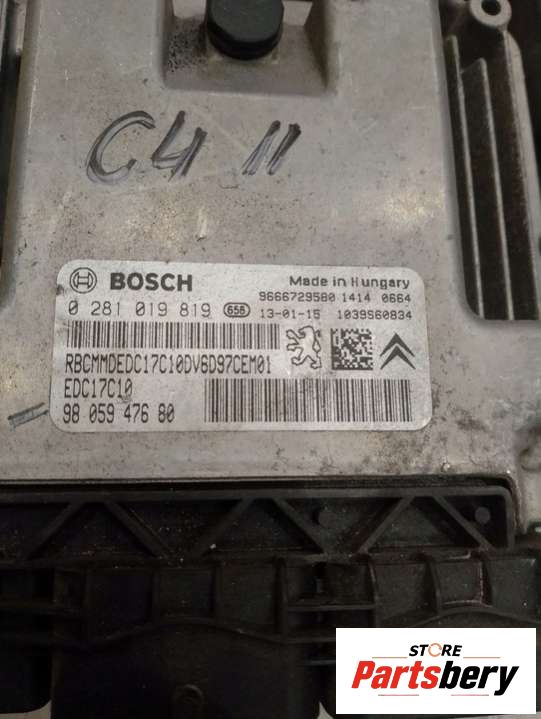 C4 II
BOSCH
Made in Hungary
0 281 019 819 656
9666729580 1414 0664
13-01-15 1039S60834
RBCMMDEDC17C10DV6D97CEM01
EDC17C10
98 059 476 80
STORE
Partsbery